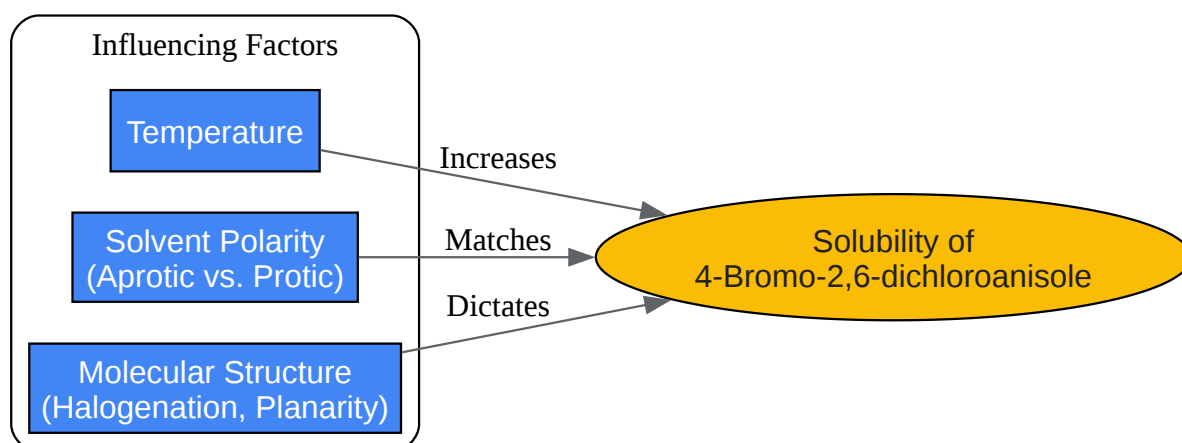 Influencing Factors
Temperature
Increases
Solvent Polarity
(Aprotic vs. Protic)
Matches
Solubility of
4-Bromo-2,6-dichloroanisole
Dictates
Molecular Structure
(Halogenation, Planarity)